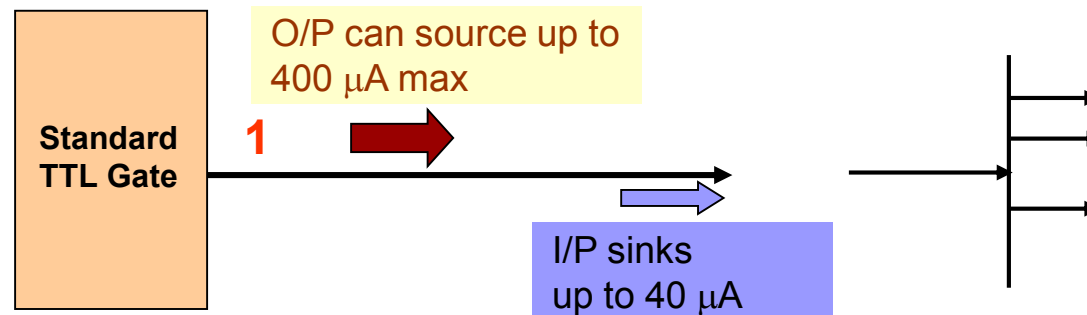 O/P can source up to
400 μA max
Standard
TTL Gate
1
I/P sinks
up to 40 μA